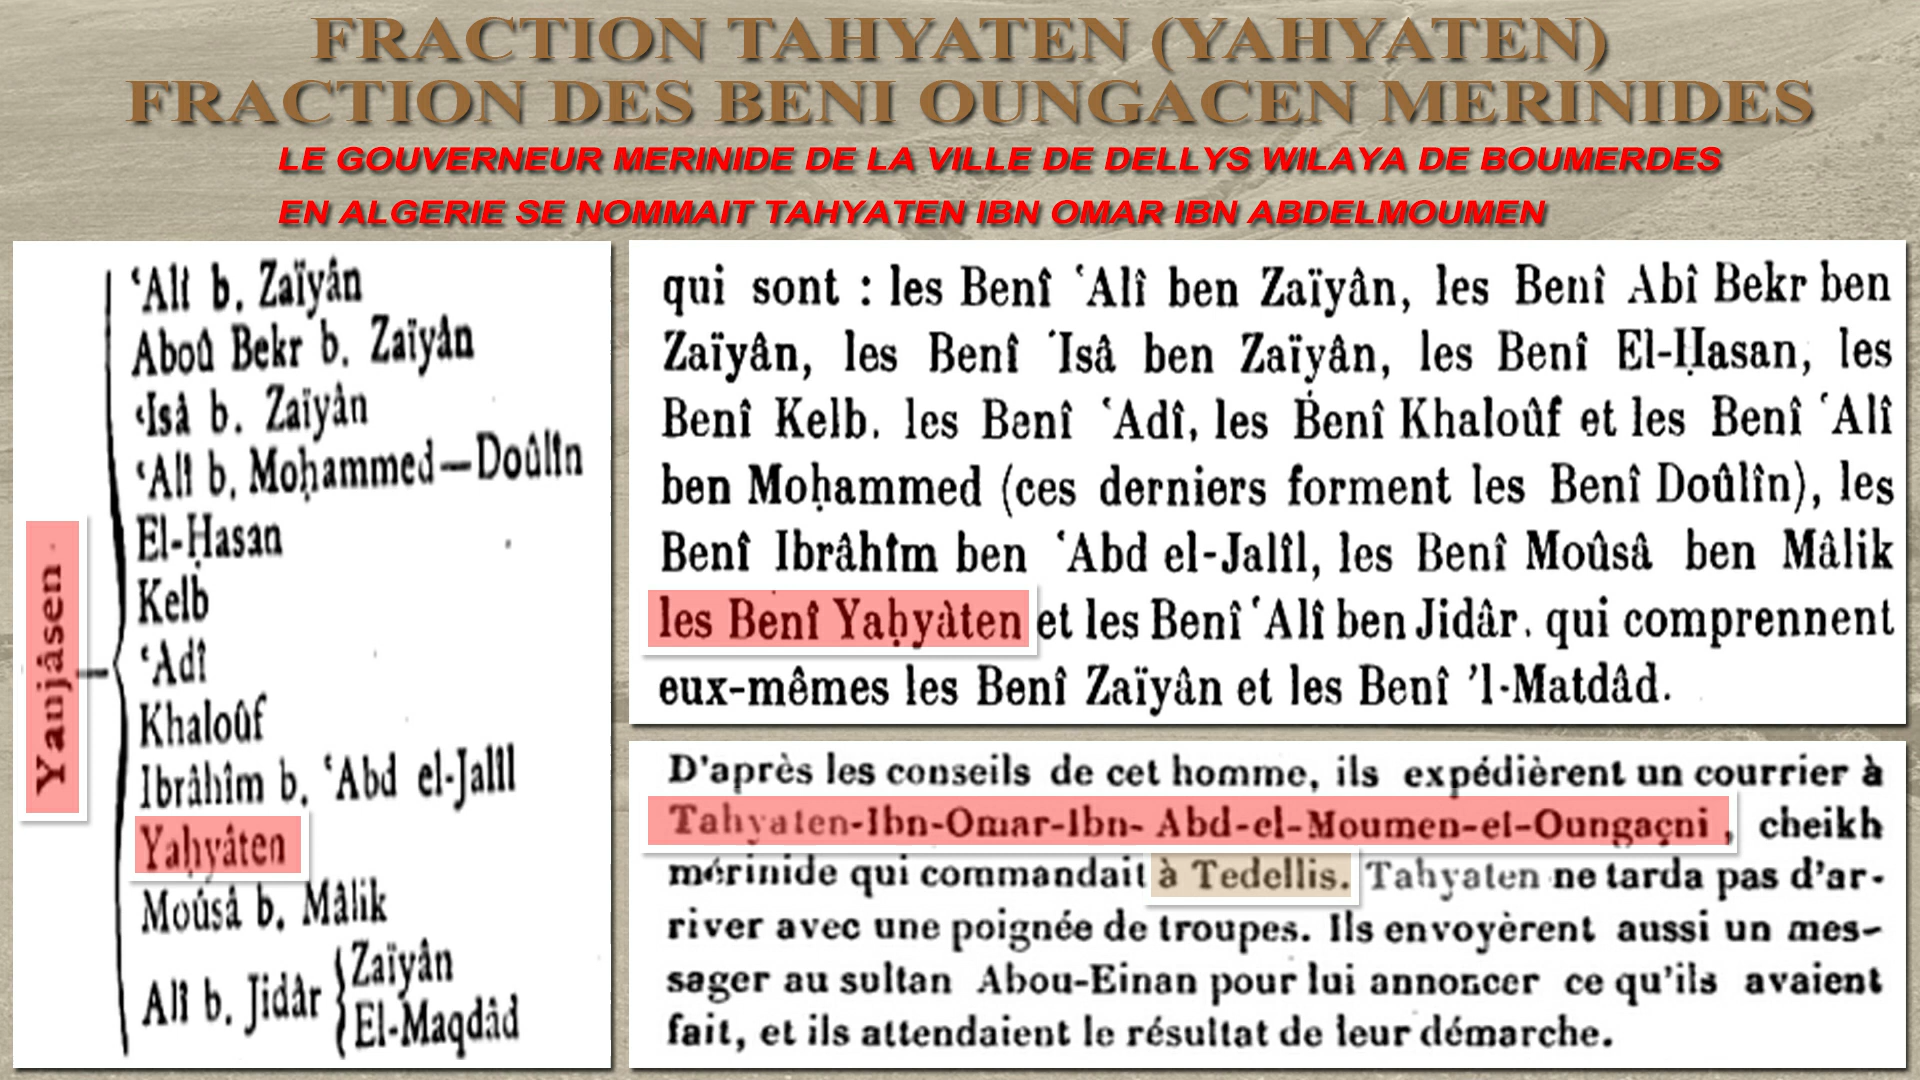 FRACTION TAHYATEN (YAHYATEN)
FRACTION DES BENI OUNGACEN MERINIDES
LE GOUVERNEUR MERINIDE DE LA VILLE DE DELLYS WILAYA DE BOUMERDES
EN ALGERIE SE NOMMAIT TAHYATEN IBN OMAR IBN ABDELMOUMEN
Yanjâsen
‘Alî b. Zaïyân
Aboû Bekr b. Zaïyân
‘Isâ b. Zaïyân
‘Alî b. Moḥammed—Doûlîn
El-Ḥasan
Kelb
‘Adî
Khaloûf
Ibrâhîm b. ‘Abd el-Jalîl
Yaḥyâten
Moûsâ b. Mâlik
Alî b. Jidâr
Zaïyân
El-Maqdâd
qui sont : les Benî ‘Alî ben Zaïyân, les Benî Abî Bekr ben
Zaïyân, les Benî ‘Isâ ben Zaïyân, les Benî El-Ḥasan, les
Benî Kelb. les Benî ‘Adî, les Benî Khaloûf et les Benî ‘Alî
ben Moḥammed (ces derniers forment les Benî Doûlîn), les
Benî Ibrâhîm ben ‘Abd el-Jalîl, les Benî Moûsâ ben Mâlik
les Benî Yaḥyàten et les Benî ‘Alî ben Jidâr. qui comprennent
eux-mêmes les Benî Zaïyân et les Benî ’l-Matdâd.
D'après les conseils de cet homme, ils expédièrent un courrier à
Tahyaten-Ibn-Omar-Ibn- Abd-el-Moumen-el-Oungaçni , cheikh
mérinide qui commandait à Tedellis. Tahyaten ne tarda pas d'ar-
river avec une poignée de troupes. Ils envoyèrent aussi un mes-
sager au sultan Abou-Einan pour lui annoncer ce qu'ils avaient
fait, et ils attendaient le résultat de leur démarche.